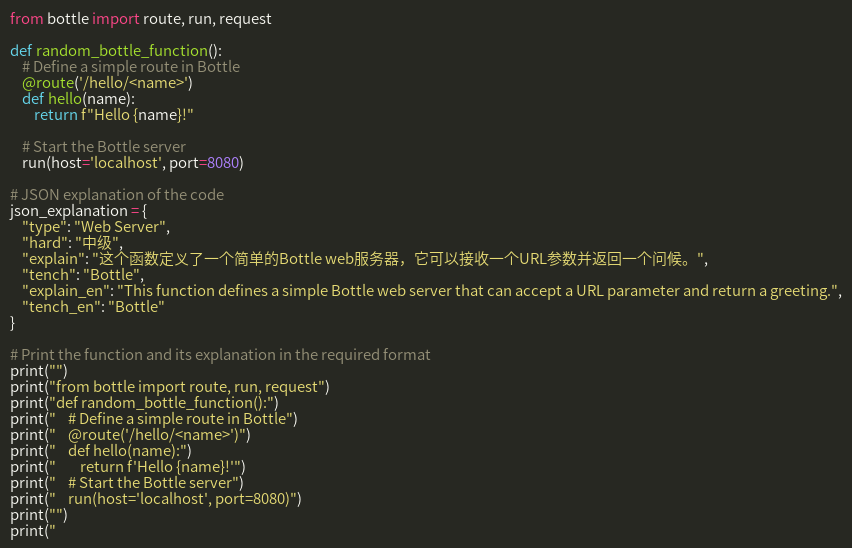 from bottle import route, run, request

def random_bottle_function():
    # Define a simple route in Bottle
    @route('/hello/<name>')
    def hello(name):
        return f"Hello {name}!"

    # Start the Bottle server
    run(host='localhost', port=8080)

# JSON explanation of the code
json_explanation = {
    "type": "Web Server",
    "hard": "中级",
    "explain": "这个函数定义了一个简单的Bottle web服务器，它可以接收一个URL参数并返回一个问候。",
    "tench": "Bottle",
    "explain_en": "This function defines a simple Bottle web server that can accept a URL parameter and return a greeting.",
    "tench_en": "Bottle"
}

# Print the function and its explanation in the required format
print("")
print("from bottle import route, run, request")
print("def random_bottle_function():")
print("    # Define a simple route in Bottle")
print("    @route('/hello/<name>')")
print("    def hello(name):")
print("        return f'Hello {name}!'")
print("    # Start the Bottle server")
print("    run(host='localhost', port=8080)")
print("")
print("